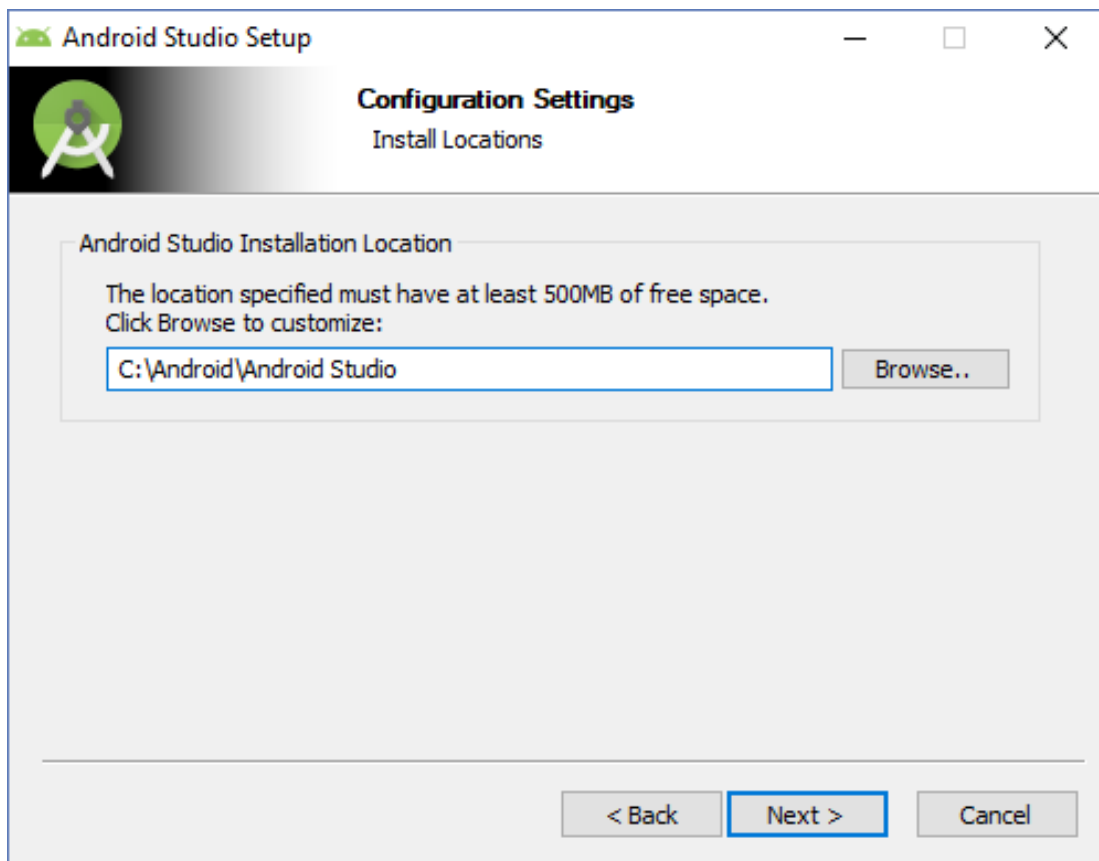 Android Studio Setup
Configuration Settings
Install Locations
Android Studio Installation Location
The location specified must have at least 500MB of free space.
Click Browse to customize:
C:\Android\Android Studio
Browse..
< Back
Next >
Cancel